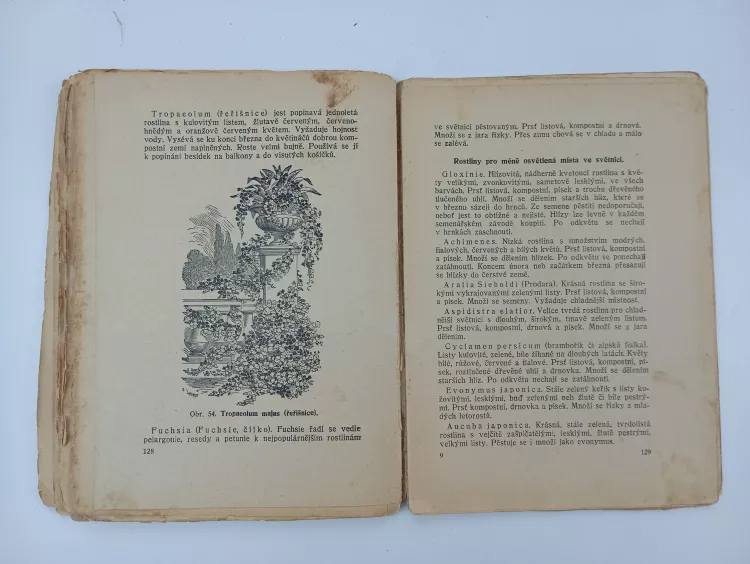 Tropaeolum (řeřišnice) jest popínavá jednoletá
rostlina s kulovitým listem, žlutavě červeným, červeno-
hnědým a oranžově červeným květem. Vyžaduje hojnost
vody. Vysévá se ku konci března do květináčů dobrou kom-
postní zemí naplněných. Roste velmi bujně. Používá se jí
k popínání besídek na balkony a do visutých košíčků.
Obr. 54. Tropaeolum majus (řeřišnice).
Fuchsia (Fuchsie, čílko). Fuchsie řadí se vedle
pelargonie, resedy a petunie k nejpopulárnějším rostlinám
128
ve světnici pěstovaným. Prsť listová, kompostní a drnová.
Množí se z jara řízky. Přes zimu chová se v chladu a málo
se zalévá.
Rostliny pro méně osvětlená místa ve světnici.
Gloxinie. Hlízovitá, nádherně kvetoucí rostlina s kvě-
ty velikými, zvonkovitými, sametově lesklými, ve všech
barvách. Prsť listová, kompostní, písek a trochu dřevěného
tlučeného uhlí. Množí se dělením starších hlíz, které se
v březnu sázejí do hrnců. Ze semene pěstiti nedoporučují,
neboť jest to obtížné a nejisté. Hlízy lze levně v každém
semenářském závodě koupiti. Po odkvětu se nechají
v hrnkách zaschnouti.
Achimenes. Nízká rostlina s množstvím modrých,
fialových, červených a bílých květů. Prsť listová, kompostní
a písek. Množí se dělením hlízek. Po odkvětu se ponechají
zatáhnouti. Koncem února neb začátkem března přesazují
se hlízky do čerstvé země.
Aralia Sieboldi (Prodara). Krásná rostlina se širo-
kými vykrajovanými zelenými listy. Prsť listová, kompostní
a písek. Množí se semeny. Vyžaduje chladnější místnost.
Aspidistra elatior. Velice tvrdá rostlina pro chlad-
nější světnici s dlouhým, širokým, tmavě zeleným listem.
Prsť listová, kompostní, drnová a písek. Množí se z jara
dělením.
Cyclamen persicum (brambořík či alpská fialka).
Listy kulovité, zelené, bíle žíhané na dlouhých latách. Květy
bílé, růžové, červené a fialové. Prsť listová, kompostní, pí-
sek, roztlučené dřevěné uhlí a drnovka. Množí se dělením
starších hlíz. Po odkvětu nechají se zatáhnouti.
Evonymus japonica. Stále zelený keřík s listy ko-
žovitými, lesklými, buď zelenými neb žlutě či bíle pestrý-
mi. Prsť kompostní, drnovka a písek. Množí se řízky z mla-
dých letorostů.
Aucuba japonica. Krásná, stále zelená, tvrdolistá
rostlina s vejčitě zašpičatělými, lesklými, žlutě pestrými,
velkými listy. Pěstuje se i množí jako evonymus.
9
129